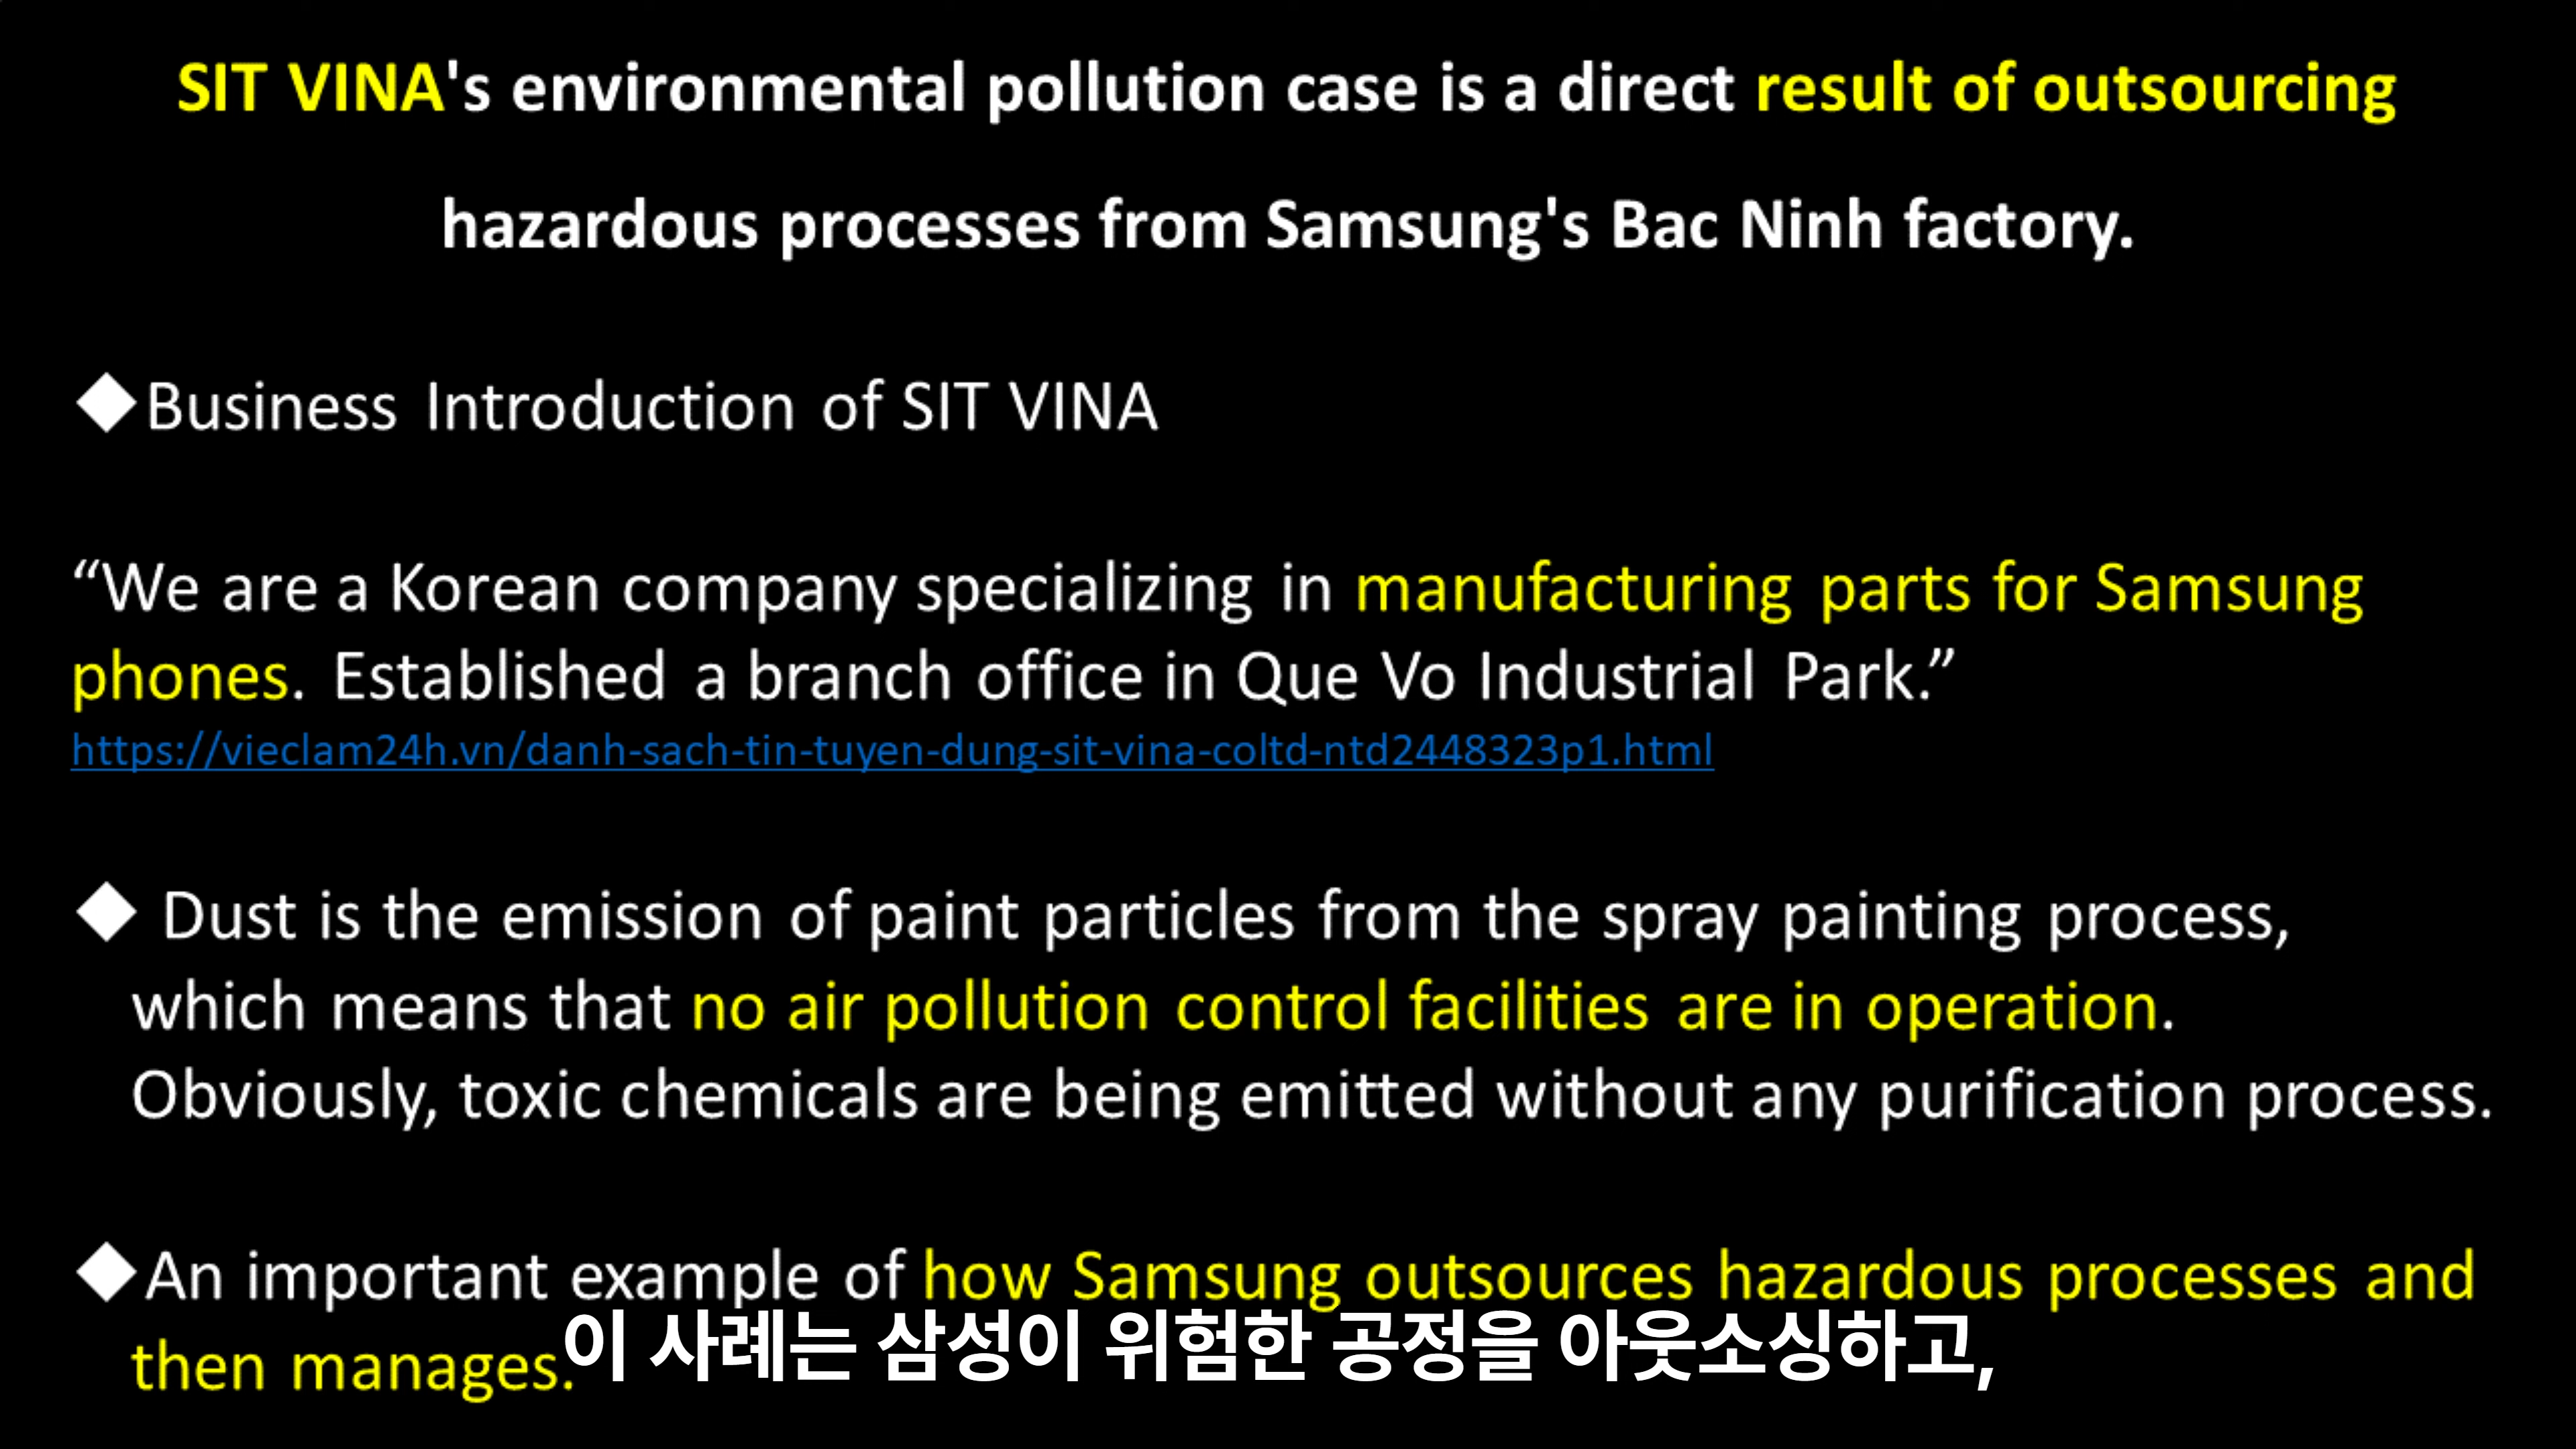 SIT VINA's environmental pollution case is a direct result of outsourcing
hazardous processes from Samsung's Bac Ninh factory.
◆Business Introduction of SIT VINA
“We are a Korean company specializing in manufacturing parts for Samsung
phones. Established a branch office in Que Vo Industrial Park.”
https://vieclam24h.vn/danh-sach-tin-tuyen-dung-sit-vina-coltd-ntd2448323p1.html
◆ Dust is the emission of paint particles from the spray painting process,
which means that no air pollution control facilities are in operation.
Obviously, toxic chemicals are being emitted without any purification process.
◆An important example of how Samsung outsources hazardous processes and
then manages.
이 사례는 삼성이 위험한 공정을 아웃소싱하고,